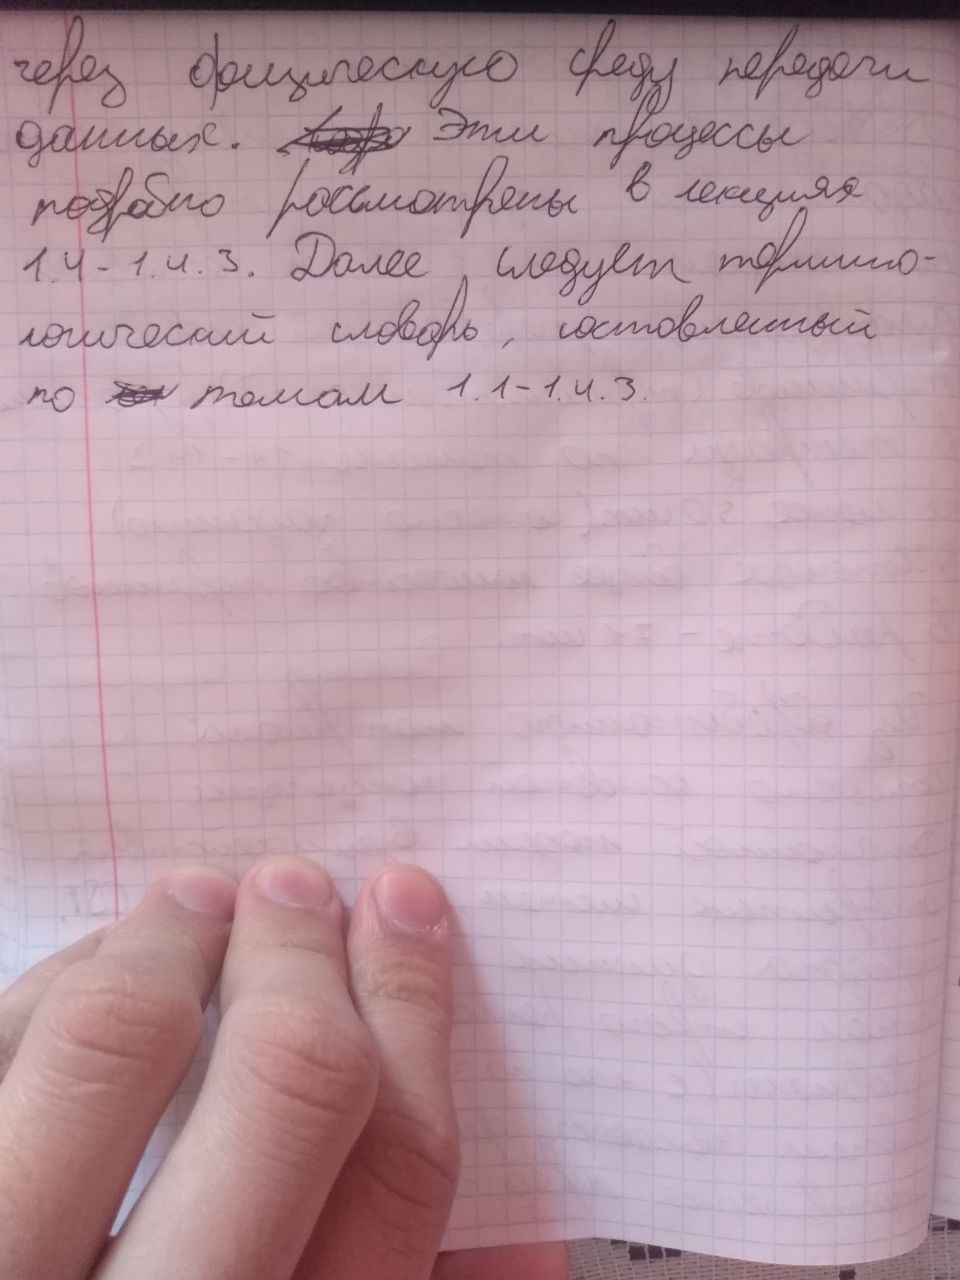 через физическую среду передачи
данных. Эти процессы
подробно рассмотрены в лекциях
1.4-1.4.3. Далее следует термино-
логический словарь, составленный
по темам 1.1-1.4.3.